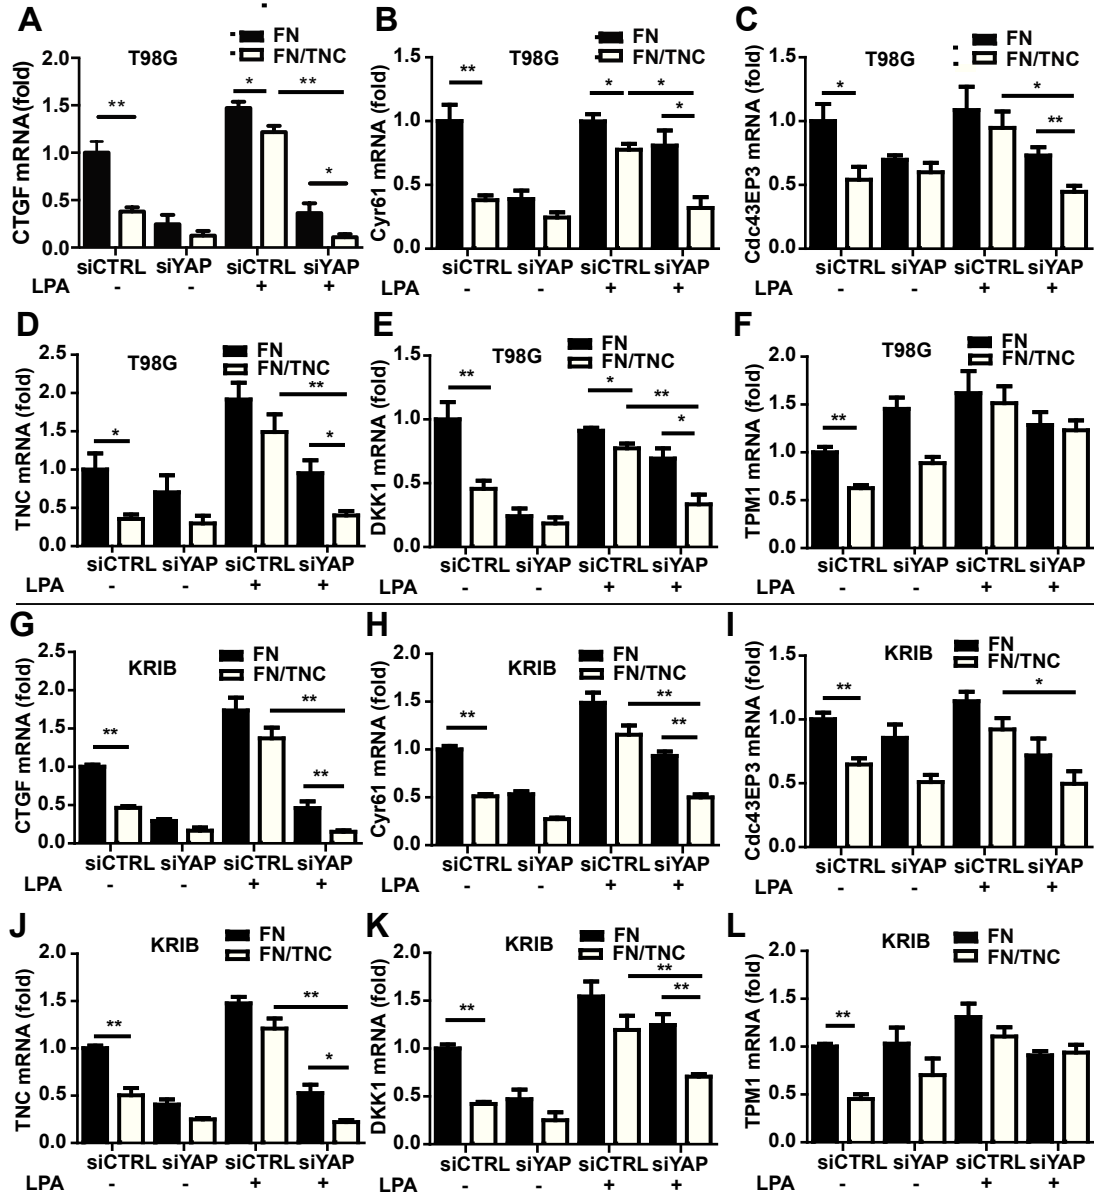 A
T98G
FN
FN/TNC
CTGF mRNA(fold)
2.0
1.5
1.0
0.5
0.0
** * ** *
siCTRL siYAP siCTRL siYAP
LPA - - + +
B
T98G
FN
FN/TNC
Cyr61 mRNA (fold)
1.5
1.0
0.5
0.0
** * * *
siCTRL siYAP siCTRL siYAP
LPA - - + +
C
T98G
FN
FN/TNC
Cdc43EP3 mRNA (fold)
1.5
1.0
0.5
0.0
* * **
siCTRL siYAP siCTRL siYAP
LPA - - + +
D
T98G
FN
FN/TNC
TNC mRNA (fold)
2.5
2.0
1.5
1.0
0.5
0.0
* ** *
siCTRL siYAP siCTRL siYAP
LPA - - + +
E
T98G
FN
FN/TNC
DKK1 mRNA (fold)
1.5
1.0
0.5
0.0
** * ** *
siCTRL siYAP siCTRL siYAP
LPA - - + +
F
T98G
FN
FN/TNC
TPM1 mRNA (fold)
2.0
1.5
1.0
0.5
0.0
**
siCTRL siYAP siCTRL siYAP
LPA - - + +
G
KRIB
FN
FN/TNC
CTGF mRNA (fold)
2.5
2.0
1.5
1.0
0.5
0.0
** ** **
siCTRL siYAP siCTRL siYAP
LPA - - + +
H
KRIB
FN
FN/TNC
Cyr61 mRNA (fold)
2.0
1.5
1.0
0.5
0.0
** ** **
siCTRL siYAP siCTRL siYAP
LPA - - + +
I
KRIB
FN
FN/TNC
Cdc43EP3 mRNA (fold)
1.5
1.0
0.5
0.0
** *
siCTRL siYAP siCTRL siYAP
LPA - - + +
J
KRIB
FN
FN/TNC
TNC mRNA (fold)
2.0
1.5
1.0
0.5
0.0
** ** *
siCTRL siYAP siCTRL siYAP
LPA - - + +
K
KRIB
FN
FN/TNC
DKK1 mRNA (fold)
2.0
1.5
1.0
0.5
0.0
** ** **
siCTRL siYAP siCTRL siYAP
LPA - - + +
L
KRIB
FN
FN/TNC
TPM1 mRNA (fold)
2.0
1.5
1.0
0.5
0.0
**
siCTRL siYAP siCTRL siYAP
LPA - - + +